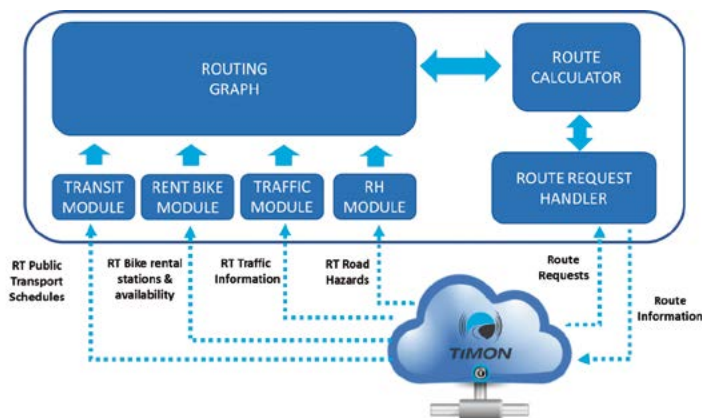 ROUTING
GRAPH
ROUTE
CALCULATOR
TRANSIT
MODULE
RENT BIKE
MODULE
TRAFFIC
MODULE
RH
MODULE
ROUTE REQUEST
HANDLER
RT Public
Transport
Schedules
RT Bike rental
stations &
availability
RT Traffic
Information
RT Road
Hazards
Route
Requests
Route
Information
TIMON